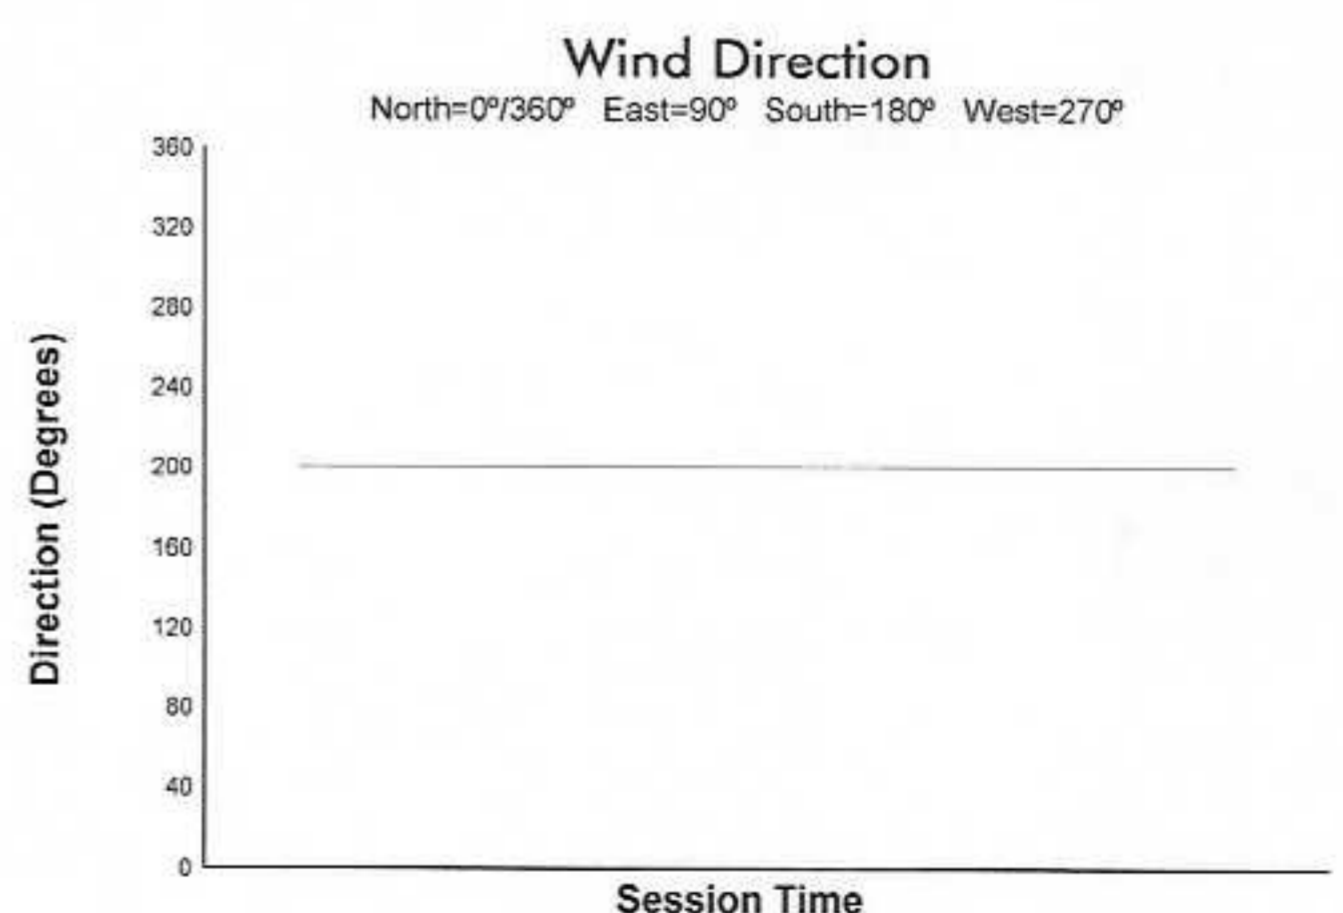 Wind Direction
North=0º/360º East=90º South=180º West=270º
360
320
280
240
200
160
120
80
40
0
Direction (Degrees)
Session Time